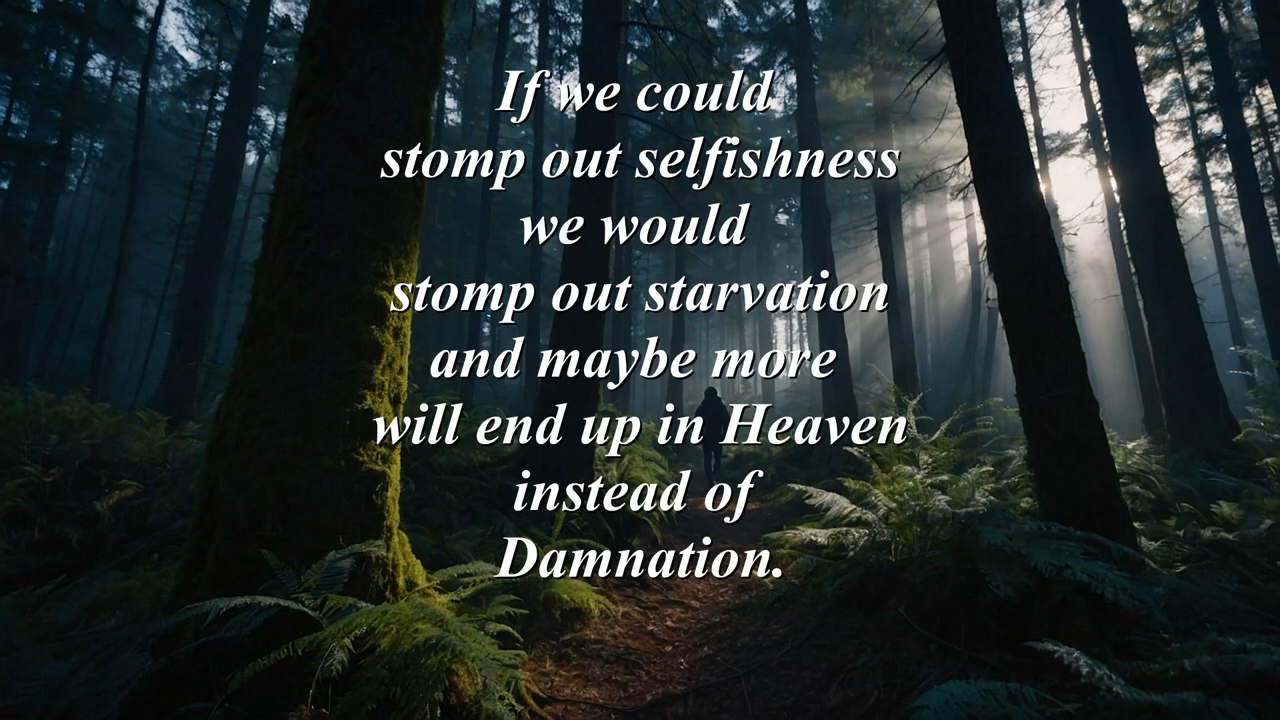 If we could
stomp out selfishness
we would
stomp out starvation
and maybe more
will end up in Heaven
instead of
Damnation.